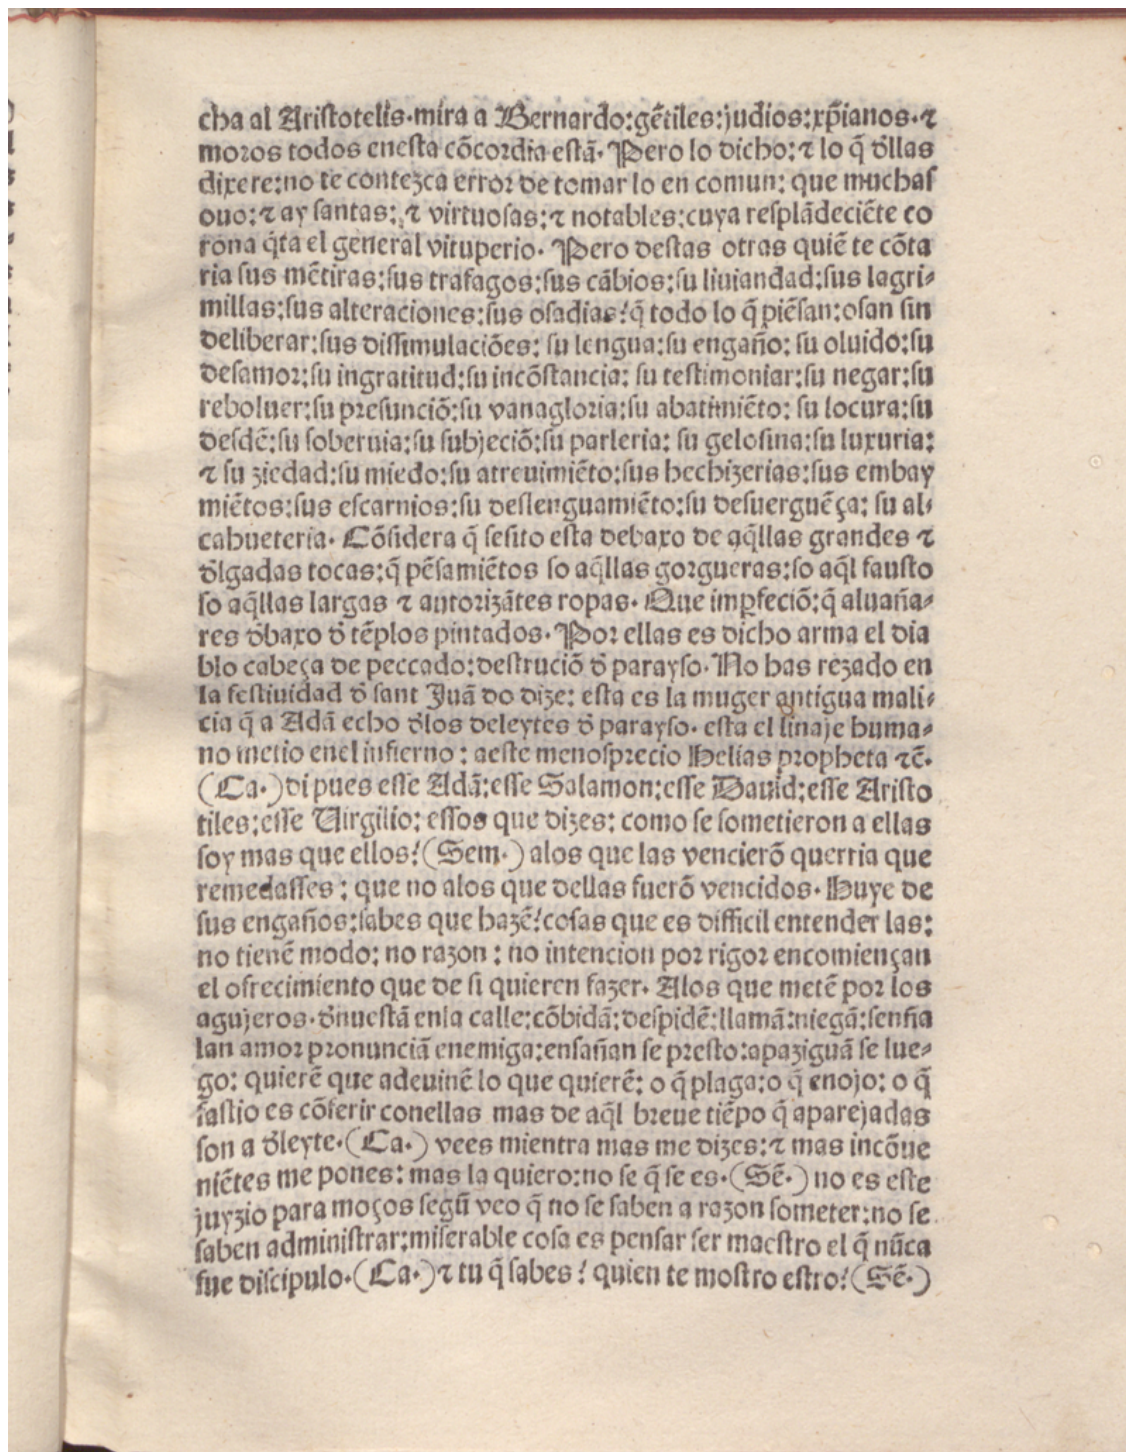 cha al Aristotelis.mira a Bernardo:gẽtiles:judios:xp̃ianos.⁊
moros todos enesta cõcordia estã. Pero lo dicho:⁊ lo q̃ d̃llas
dixere:no te contezca error de tomar lo en comun: que muchas
ouo:⁊ ay santas:⁊ virtuosas:⁊ notables:cuya resplãdeciẽte co
rona q̃ta el general vituperio. Pero destas otras quiẽ te cõta
ria sus mẽtiras:sus trafagos:sus cãbios:su liuiandad:sus lagri-
millas:sus alteraciones:sus osadias?q̃ todo lo q̃ piẽsan:osan sin
deliberar:sus dissimulaciões: su lengua:su engaño: su oluido:su
desamor:su ingratitud:su incõstancia: su testimoniar:su negar:su
reboluer:su presunciõ:su vanagloria:su abatimiẽto: su locura:su
desdẽ:su soberuia:su subjeciõ:su parleria: su gelosina:su luxuria:
⁊ su ziedad:su miedo:su atreuimiẽto:sus hechizerias:sus embay
miẽtos:sus escarnios:su deslenguamiẽto:su desuerguẽça: su al-
cahueteria. Cõsidera q̃ sesito esta debaxo de aq̃llas grandes ⁊
d̃lgadas tocas:q̃ pẽsamiẽtos so aq̃llas gorgueras:so aq̃l fausto
so aq̃llas largas ⁊ autorizãtes ropas. Que imꝑfeciõ:q̃ aluaña-
res d̃baxo d̃ tẽplos pintados. Por ellas es dicho arma el dia
blo cabeça de peccado:destruciõ d̃ parayso. No has rezado en
la festiuidad d̃ sant Juã do dize: esta es la muger antigua mali-
cia q̃ a Adã echo d̃los deleytes d̃ parayso. esta el linaje huma-
no metio enel infierno: aeste menosprecio Helias propheta ⁊c̃.
(Ca.)di pues esse Adã:esse Salamon:esse Dauid:esse Aristo
tiles:esse Virgilio: essos que dizes: como se sometieron a ellas
soy mas que ellos?(Sem.) alos que las vencierõ querria que
remedasses: que no alos que dellas fuerõ vencidos. Huye de
sus engaños:sabes que hazẽ?cosas que es difficil entender las:
no tienẽ modo: no razon: no intencion por rigor encomiençan
el ofrecimiento que de si quieren fazer. Alos que metẽ por los
agujeros.d̃nuestã enla calle:cõbidã:despidẽ:llamã:niegã:señа
lan amor pronunciã enemiga:ensañan se presto:apaziguã se lue-
go: quierẽ que adeuinẽ lo que quierẽ: o q̃ plaga:o q̃ enojo: o q̃
fastio es cõferir conellas mas de aq̃l breue tiẽpo q̃ aparejadas
son a d̃leyte.(Ca.) vees mientra mas me dizes:⁊ mas incõue
niẽtes me pones: mas la quiero:no se q̃ se es.(Sẽ.) no es este
juyzio para moços segũ veo q̃ no se saben a razon someter:no se
saben administrar:miserable cosa es pensar ser maestro el q̃ nũca
fue discipulo.(Ca.)⁊ tu q̃ sabes? quien te mostro estro?(Sẽ.)